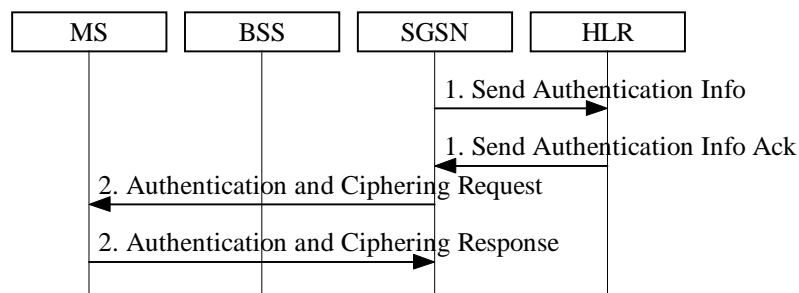 MS
BSS
SGSN
HLR
1. Send Authentication Info
1. Send Authentication Info Ack
2. Authentication and Ciphering Request
2. Authentication and Ciphering Response